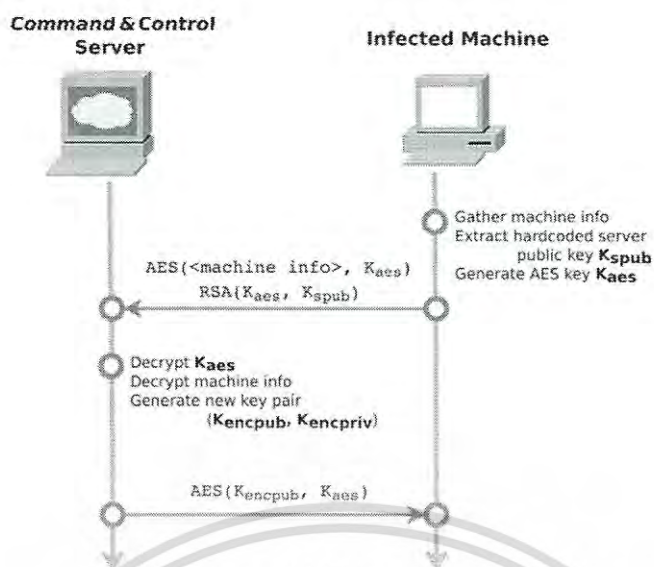 Command & Control
Server
Infected Machine
Gather machine info
Extract hardcoded server
public key Kspub
Generate AES key Kaes
AES(<machine info>, Kaes)
RSA(Kaes, Kspub)
Decrypt Kaes
Decrypt machine info
Generate new key pair
(Kencpub, Kencpriv)
AES(Kencpub, Kaes)